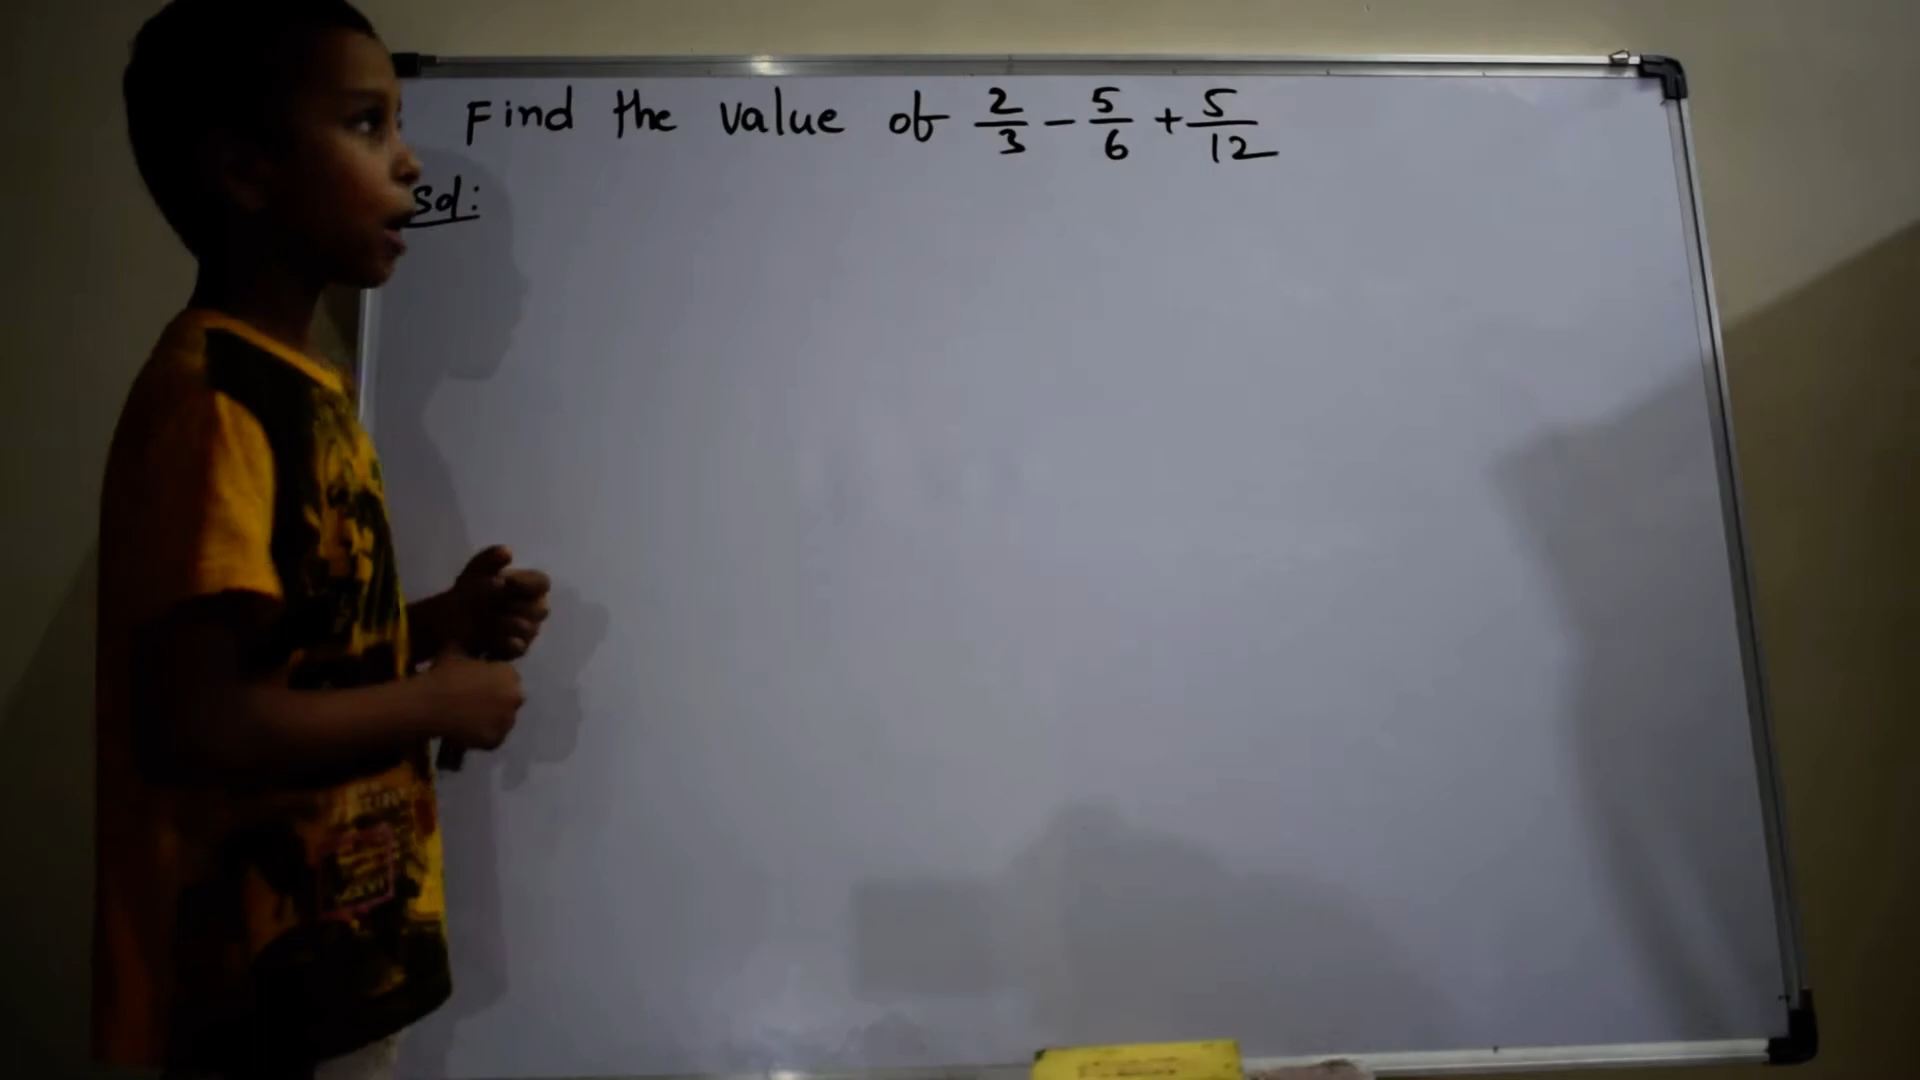 Find the value of 2/3 - 5/6 + 5/12
Sol: